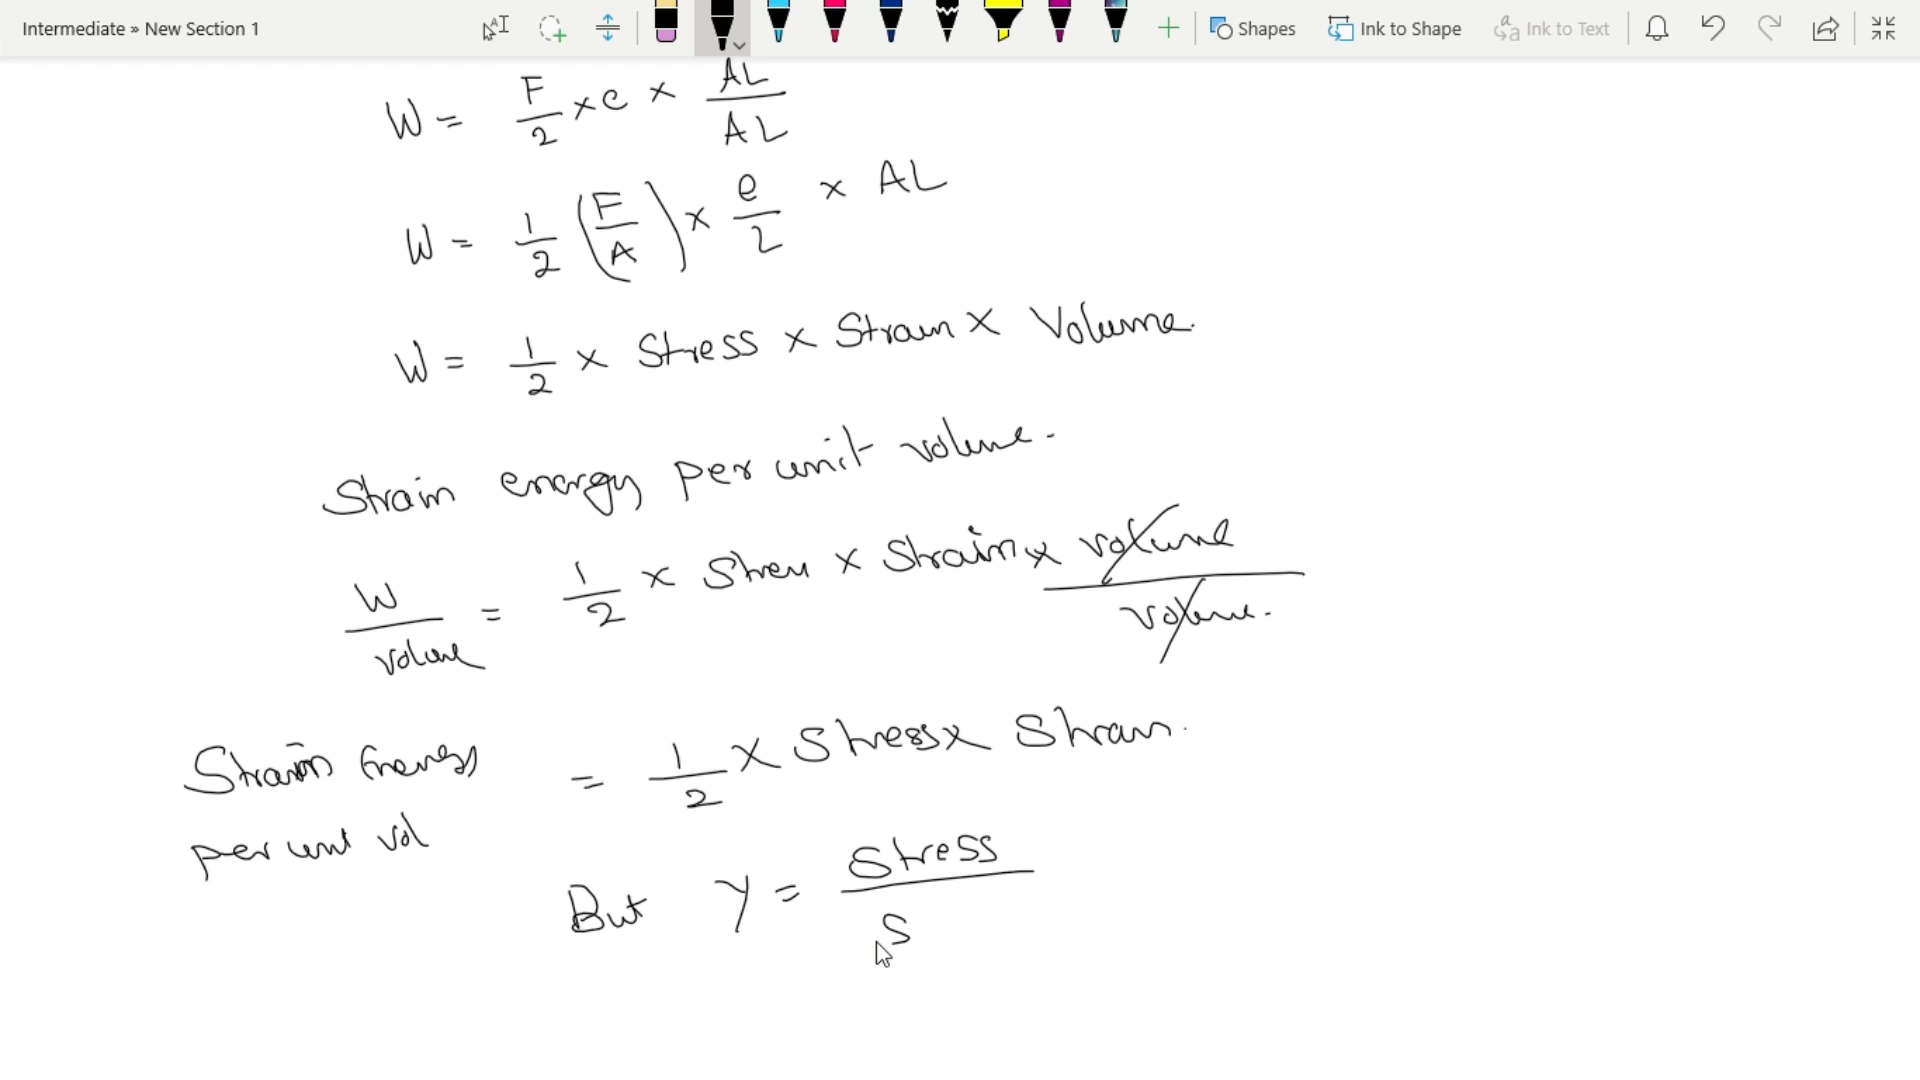 Intermediate » New Section 1
Shapes Ink to Shape Ink to Text
W = F/2 × e × AL/AL
W = 1/2 (F/A) × e/L × AL
W = 1/2 × Stress × Strain × Volume.
Strain energy per unit volume.
W/volume = 1/2 × Stress × Strain × volume/volume.
Strain Energy = 1/2 × Stress × Strain.
per unit vol
But Y = Stress/S